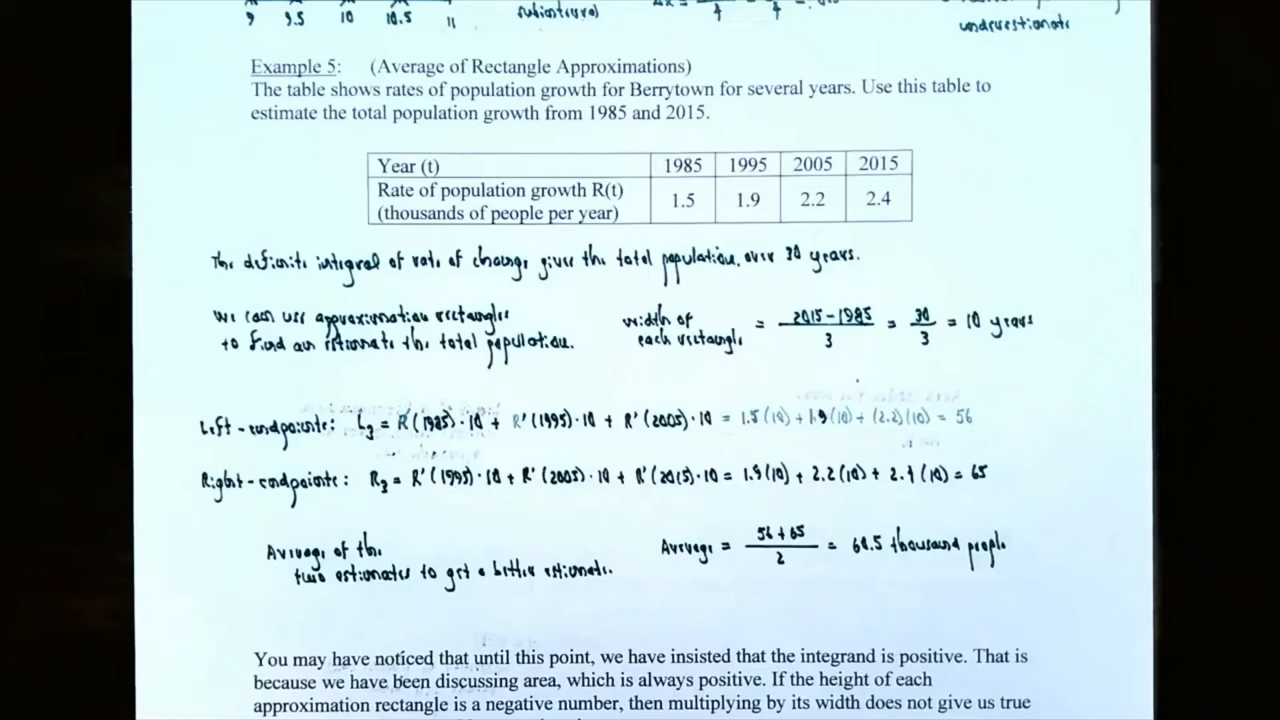 9 9.5 10 10.5 11 subinterval
underestimate
Example 5: (Average of Rectangle Approximations)
The table shows rates of population growth for Berrytown for several years. Use this table to
estimate the total population growth from 1985 and 2015.
Year (t) 1985 1995 2005 2015
Rate of population growth R(t)
(thousands of people per year) 1.5 1.9 2.2 2.4
The definite integral of rate of change gives the total population over 30 years.
We can use approximation rectangles
to find an estimate the total population.
width of
each rectangle = 2015-1985 / 3 = 30 / 3 = 10 years
Left-endpoints: L3 = R'(1985)·10 + R'(1995)·10 + R'(2005)·10 = 1.5(10) + 1.9(10) + (2.2)(10) = 56
Right-endpoints: R3 = R'(1995)·10 + R'(2005)·10 + R'(2015)·10 = 1.9(10) + 2.2(10) + 2.4(10) = 65
Average of the
two estimates to get a better estimate.
Average = 56+65 / 2 = 60.5 thousand people
You may have noticed that until this point, we have insisted that the integrand is positive. That is
because we have been discussing area, which is always positive. If the height of each
approximation rectangle is a negative number, then multiplying by its width does not give us true